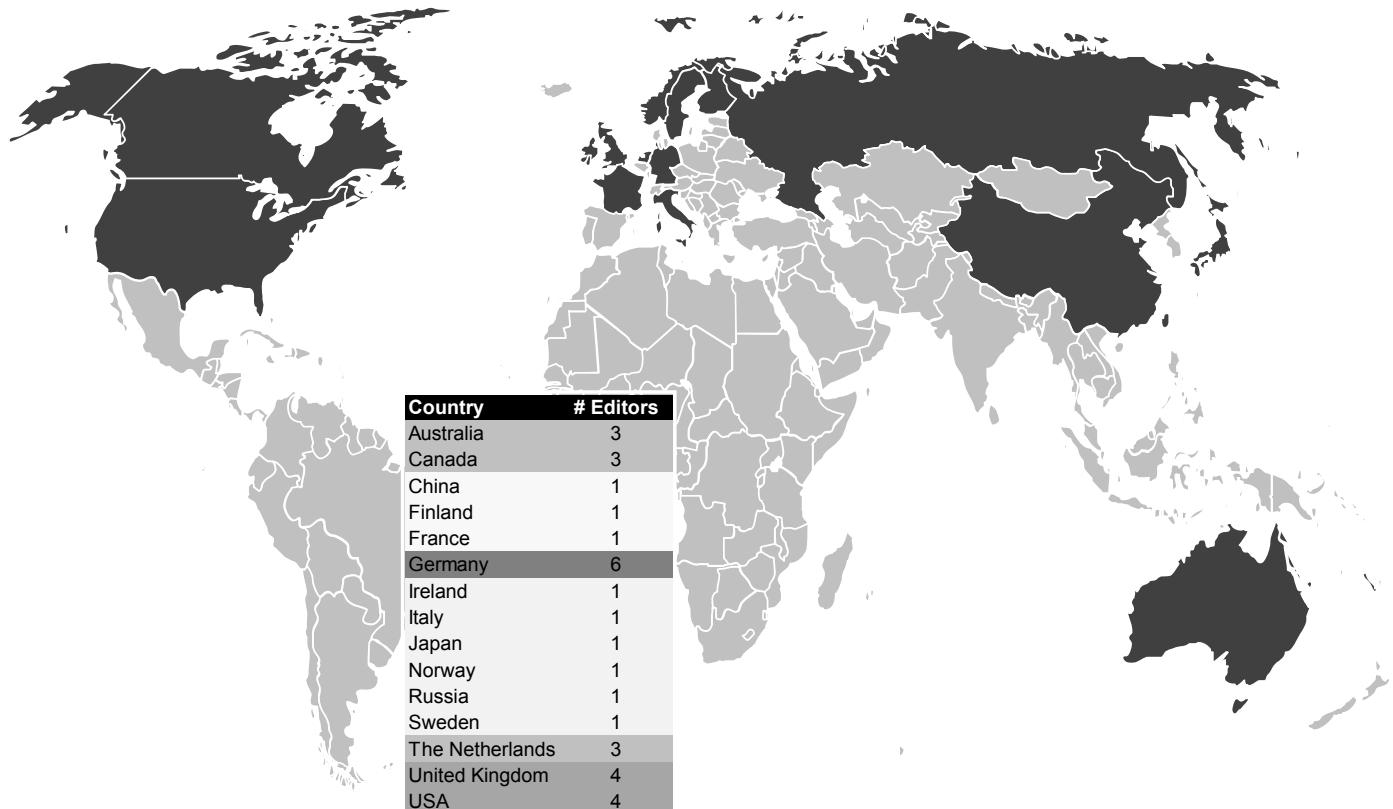 Country # Editors
Australia 3
Canada 3
China 1
Finland 1
France 1
Germany 6
Ireland 1
Italy 1
Japan 1
Norway 1
Russia 1
Sweden 1
The Netherlands 3
United Kingdom 4
USA 4